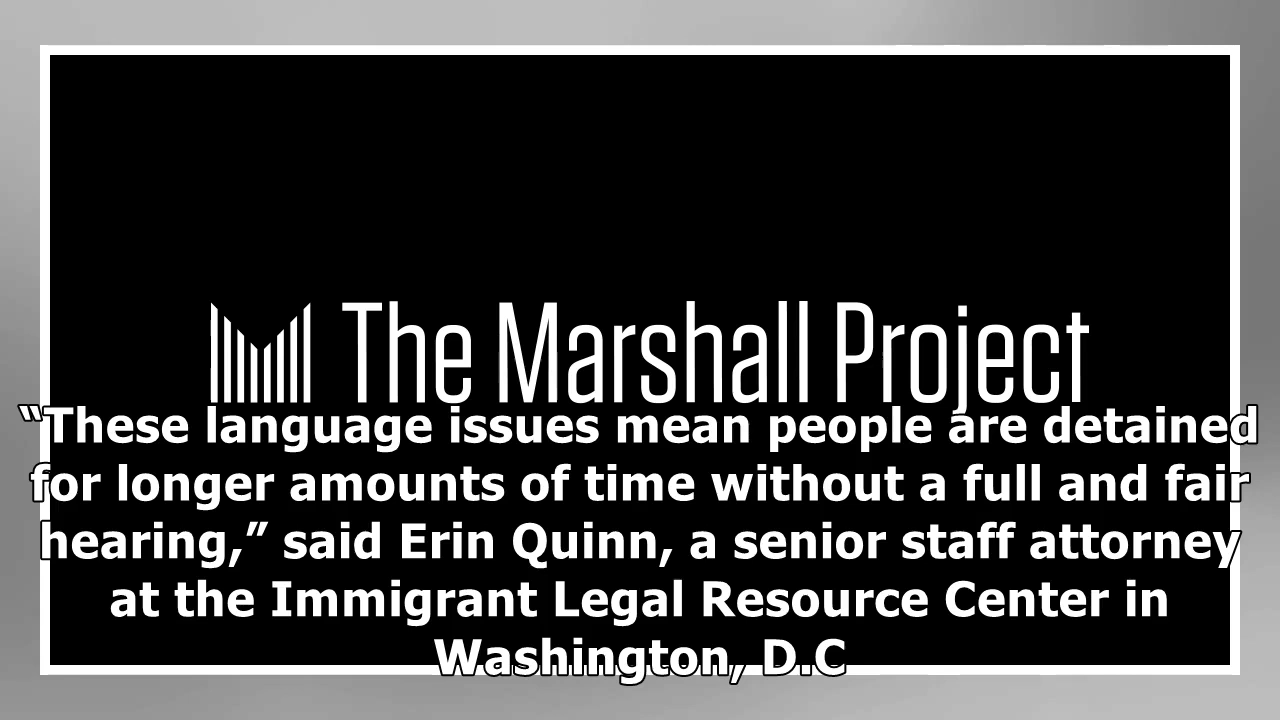 The Marshall Project
“These language issues mean people are detained
for longer amounts of time without a full and fair
hearing,” said Erin Quinn, a senior staff attorney
at the Immigrant Legal Resource Center in
Washington, D.C